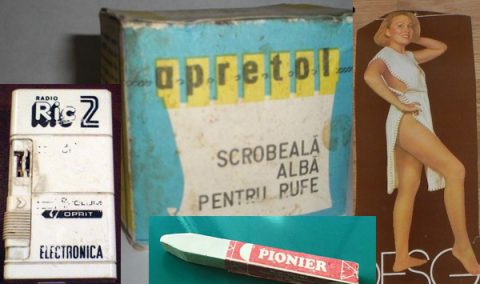 RADIO
Ric 2
OPRIT
ELECTRONICA
apretol
SCROBEALĂ
ALBĂ
PENTRU RUFE
PIONIER